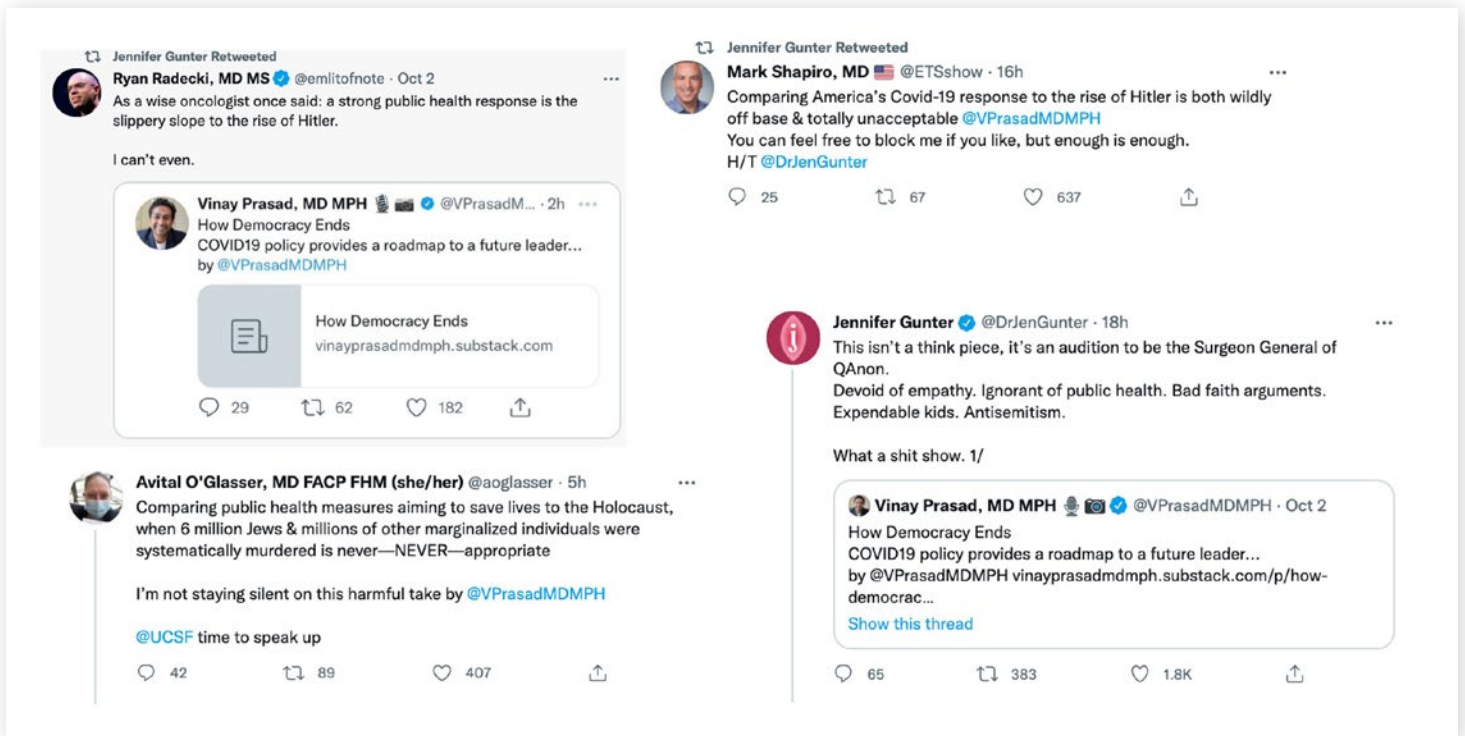 Jennifer Gunter Retweeted
Ryan Radecki, MD MS @emlitofnote · Oct 2
As a wise oncologist once said: a strong public health response is the
slippery slope to the rise of Hitler.
I can't even.
Vinay Prasad, MD MPH @VPrasadM... · 2h
How Democracy Ends
COVID19 policy provides a roadmap to a future leader...
by @VPrasadMDMPH
How Democracy Ends
vinayprasadmdmph.substack.com
29 62 182
Avital O'Glasser, MD FACP FHM (she/her) @aoglasser · 5h
Comparing public health measures aiming to save lives to the Holocaust,
when 6 million Jews & millions of other marginalized individuals were
systematically murdered is never—NEVER—appropriate
I'm not staying silent on this harmful take by @VPrasadMDMPH
@UCSF time to speak up
42 89 407
Jennifer Gunter Retweeted
Mark Shapiro, MD 🇺🇸 @ETSshow · 16h
Comparing America's Covid-19 response to the rise of Hitler is both wildly
off base & totally unacceptable @VPrasadMDMPH
You can feel free to block me if you like, but enough is enough.
H/T @DrJenGunter
25 67 637
j
Jennifer Gunter @DrJenGunter · 18h
This isn't a think piece, it's an audition to be the Surgeon General of
QAnon.
Devoid of empathy. Ignorant of public health. Bad faith arguments.
Expendable kids. Antisemitism.
What a shit show. 1/
Vinay Prasad, MD MPH @VPrasadMDMPH · Oct 2
How Democracy Ends
COVID19 policy provides a roadmap to a future leader...
by @VPrasadMDMPH vinayprasadmdmph.substack.com/p/how-
democrac...
Show this thread
65 383 1.8K